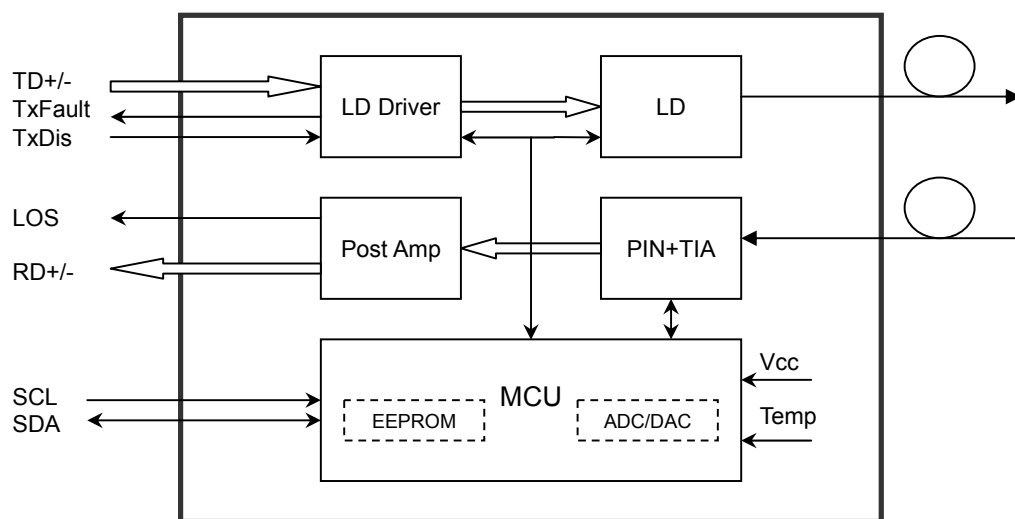 TD+/-
TxFault
TxDis
LD Driver
LD
LOS
RD+/-
Post Amp
PIN+TIA
SCL
SDA
MCU
EEPROM
ADC/DAC
Vcc
Temp